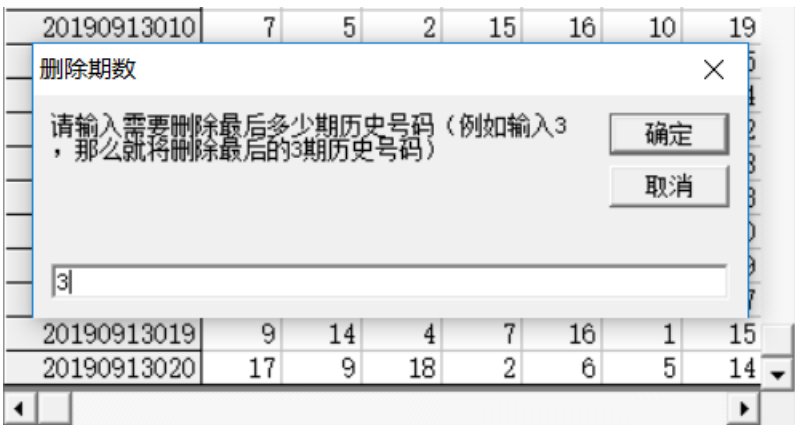 20190913010 7 5 2 15 16 10 19
删除期数
请输入需要删除最后多少期历史号码（例如输入3
，那么就将删除最后的3期历史号码）
确定
取消
3
20190913019 9 14 4 7 16 1 15
20190913020 17 9 18 2 6 5 14